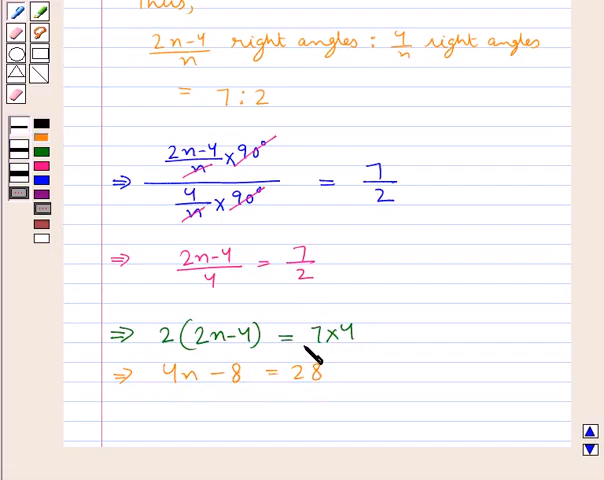 Thus,
(2n-4)/n right angles : 4/n right angles
= 7 : 2
⇒ ((2n-4)/n × 90°)/(4/n × 90°) = 7/2
⇒ (2n-4)/4 = 7/2
⇒ 2(2n-4) = 7×4
⇒ 4n - 8 = 28